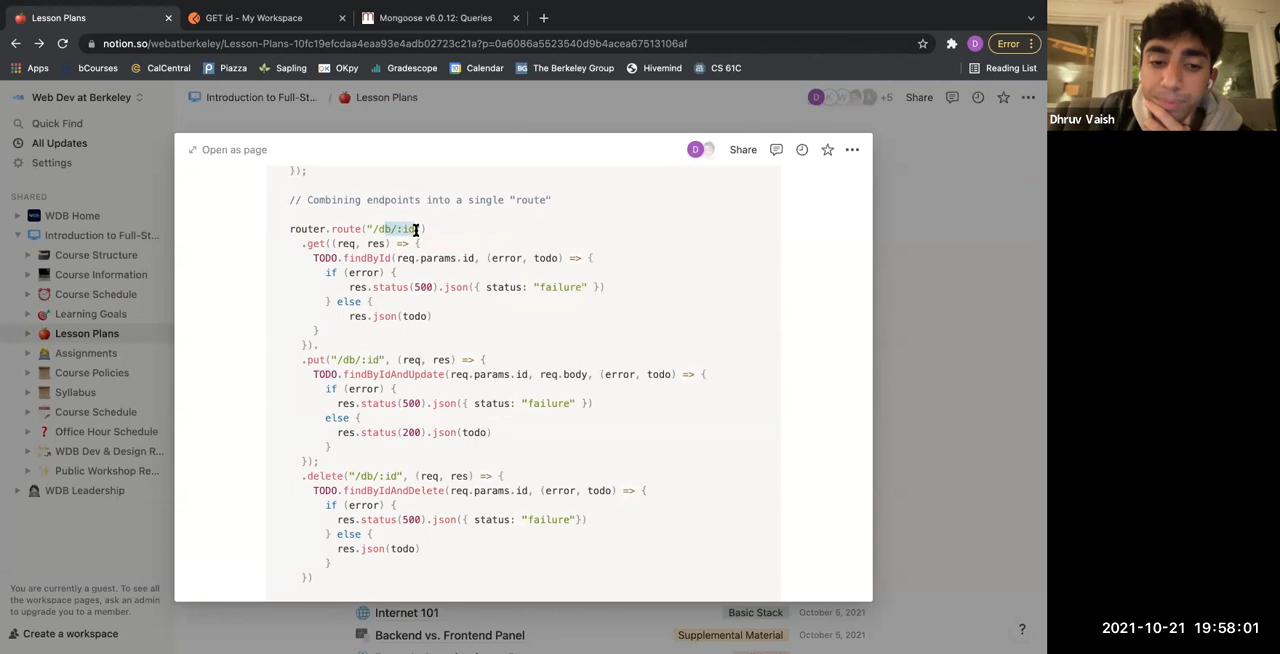 Lesson Plans
GET id - My Workspace
Mongoose v6.0.12: Queries
notion.so/webatberkeley/Lesson-Plans-10fc19efcdaa4eaa93e4adb02723c21a?p=0a6086a5523540d9b4acea67513106af
D
Error
Apps
bCourses
CalCentral
Piazza
Sapling
OKpy
Gradescope
Calendar
The Berkeley Group
Hivemind
CS 61C
Reading List
Dhruv Vaish
Web Dev at Berkeley
Introduction to Full-St...
/
Lesson Plans
+5
Share
Quick Find
All Updates
Settings
SHARED
WDB Home
Introduction to Full-St...
Course Structure
Course Information
Course Schedule
Learning Goals
Lesson Plans
Assignments
Course Policies
Syllabus
Course Schedule
Office Hour Schedule
WDB Dev & Design R...
Public Workshop Re...
WDB Leadership
You are currently a guest. To see all
the workspace pages, ask an admin
to upgrade you to a member.
Create a workspace
Open as page
D
Share
});
// Combining endpoints into a single "route"
router.route("/db/:id")
.get((req, res) => {
TODO.findById(req.params.id, (error, todo) => {
if (error) {
res.status(500).json({ status: "failure" })
} else {
res.json(todo)
}
}).
.put("/db/:id", (req, res) => {
TODO.findByIdAndUpdate(req.params.id, req.body, (error, todo) => {
if (error) {
res.status(500).json({ status: "failure" })
else {
res.status(200).json(todo)
}
});
.delete("/db/:id", (req, res) => {
TODO.findByIdAndDelete(req.params.id, (error, todo) => {
if (error) {
res.status(500).json({ status: "failure"})
} else {
res.json(todo)
}
})
Internet 101
Basic Stack
October 5, 2021
Backend vs. Frontend Panel
Supplemental Material
October 5, 2021
?
2021-10-21 19:58:01